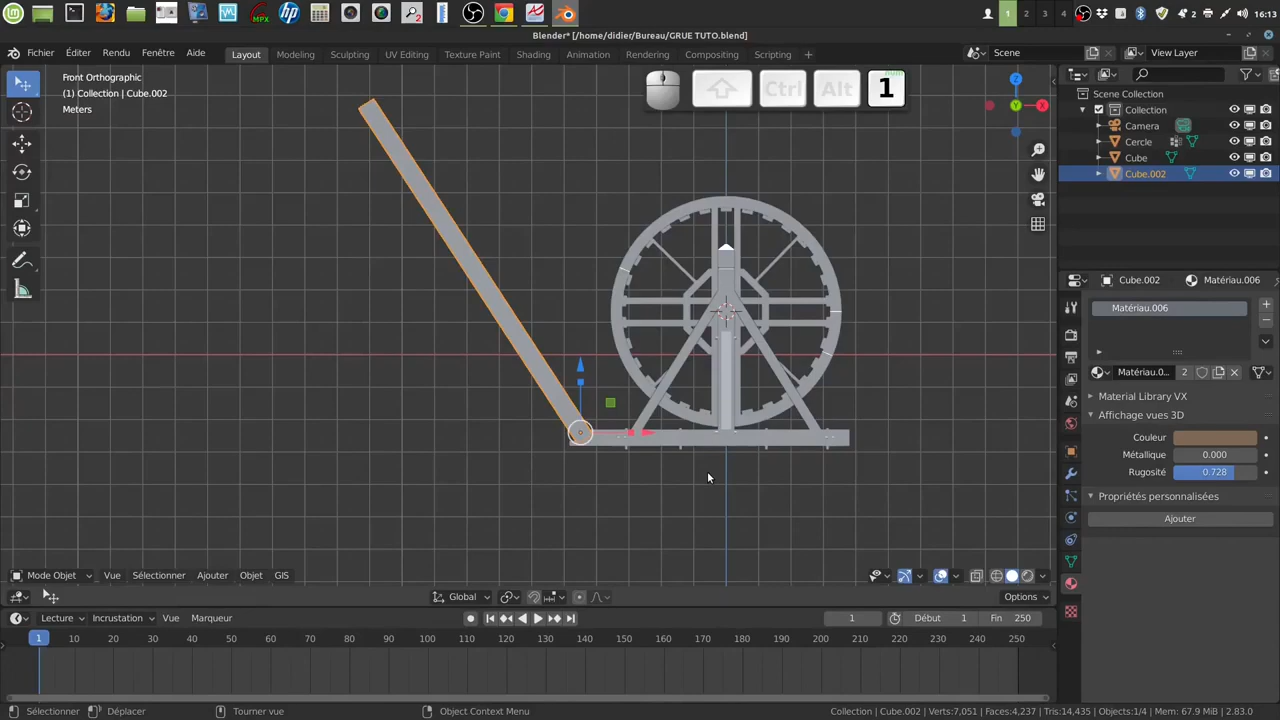 MPX
2
1
2
3
4
16:13
Blender* [/home/didier/Bureau/GRUE TUTO.blend]
Fichier Éditer Rendu Fenêtre Aide
Layout Modeling Sculpting UV Editing Texture Paint Shading Animation Rendering Compositing Scripting +
Scene
View Layer
Front Orthographic
(1) Collection | Cube.002
Meters
Ctrl
Alt
num
1
Z
X
Y
Scene Collection
Collection
Camera
Cercle
Cube
Cube.002
Cube.002
Matériau.006
Matériau.006
Matériau.0...
2
Material Library VX
Affichage vues 3D
Couleur
Métallique 0.000
Rugosité 0.728
Propriétés personnalisées
Ajouter
Mode Objet Vue Sélectionner Ajouter Objet GIS
Global
Options
Lecture Incrustation Vue Marqueur
1 Début 1 Fin 250
1 10 20 30 40 50 60 70 80 90 100 110 120 130 140 150 160 170 180 190 200 210 220 230 240 250
Sélectionner Déplacer Tourner vue Object Context Menu
Collection | Cube.002 | Verts:7,051 | Faces:4,237 | Tris:14,435 | Objects:1/4 | Mem: 67.9 MiB | 2.83.0